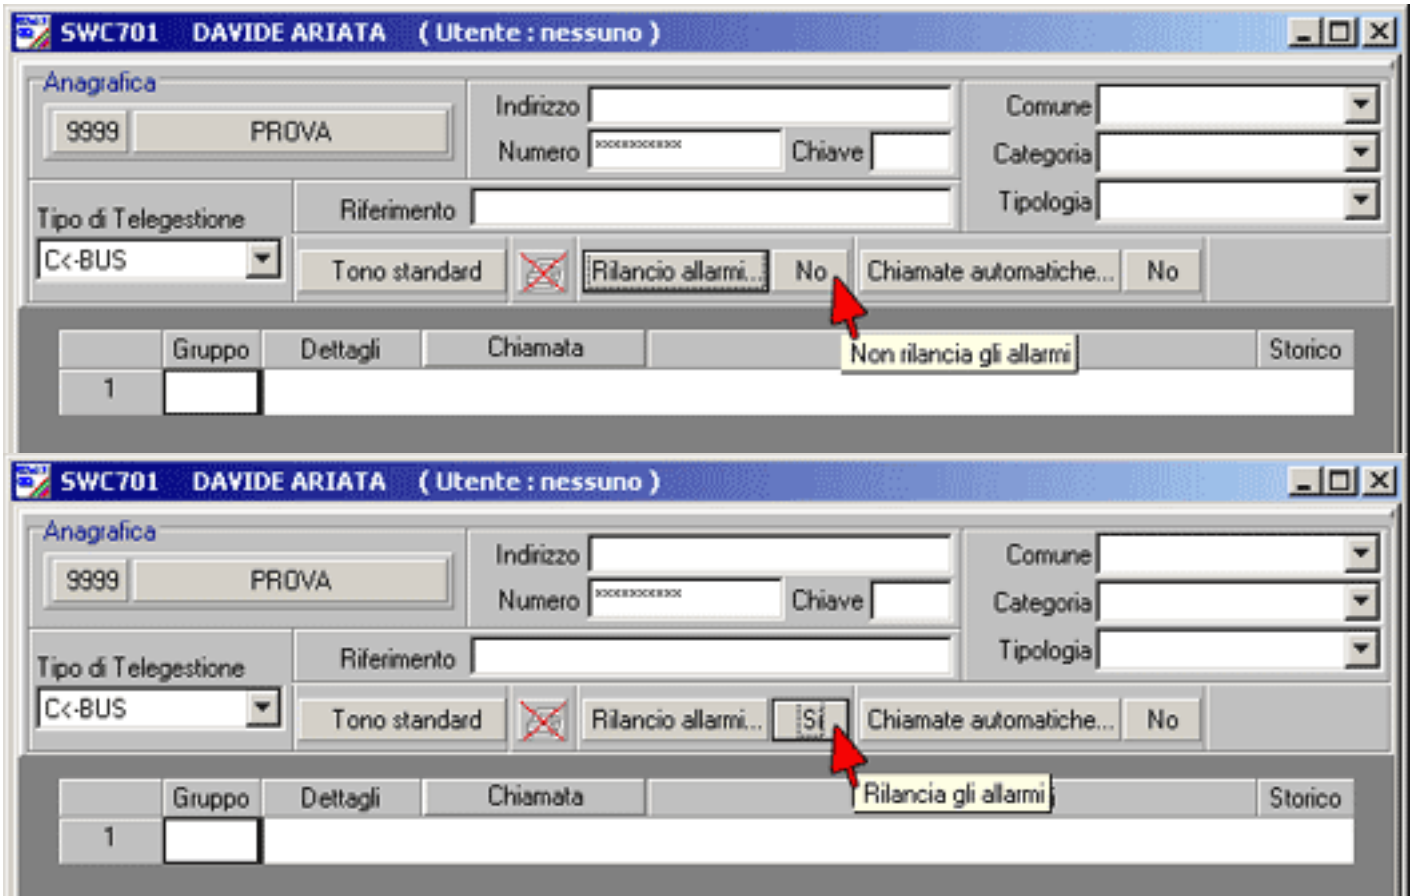 SWC701 DAVIDE ARIATA ( Utente : nessuno )
Anagrafica
9999 PROVA
Indirizzo
Numero xxxxxxxxxx Chiave
Comune
Categoria
Tipologia
Tipo di Telegestione
C<-BUS
Riferimento
Tono standard Rilancio allarmi... No Chiamate automatiche... No
Non rilancia gli allarmi
Gruppo Dettagli Chiamata Storico
1
SWC701 DAVIDE ARIATA ( Utente : nessuno )
Anagrafica
9999 PROVA
Indirizzo
Numero xxxxxxxxxx Chiave
Comune
Categoria
Tipologia
Tipo di Telegestione
C<-BUS
Riferimento
Tono standard Rilancio allarmi... Si Chiamate automatiche... No
Rilancia gli allarmi
Gruppo Dettagli Chiamata Storico
1